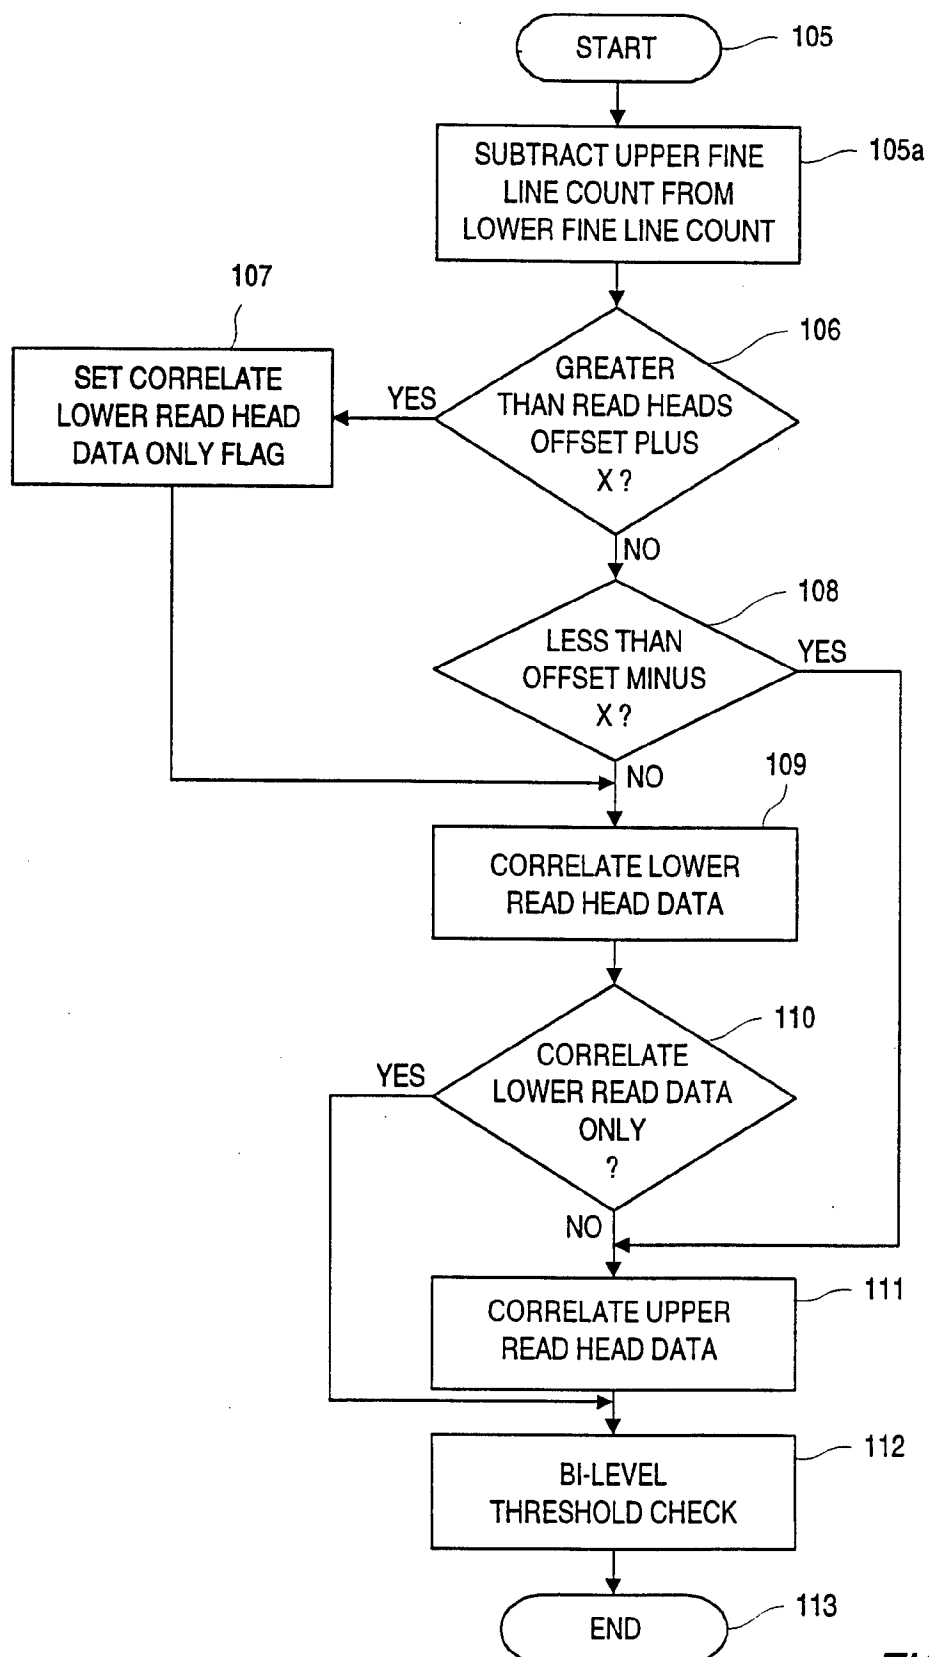 START
105
SUBTRACT UPPER FINE
LINE COUNT FROM
LOWER FINE LINE COUNT
105a
107
SET CORRELATE
LOWER READ HEAD
DATA ONLY FLAG
YES
106
GREATER
THAN READ HEADS
OFFSET PLUS
X ?
NO
108
LESS THAN
OFFSET MINUS
X ?
YES
NO
109
CORRELATE LOWER
READ HEAD DATA
110
CORRELATE
LOWER READ DATA
ONLY
?
YES
NO
111
CORRELATE UPPER
READ HEAD DATA
112
BI-LEVEL
THRESHOLD CHECK
END
113